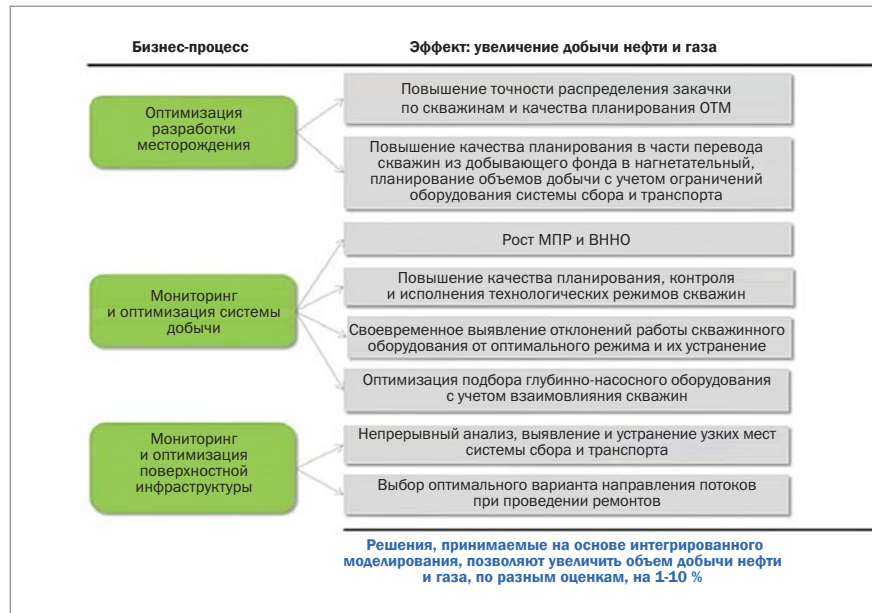 Бизнес-процесс
Эффект: увеличение добычи нефти и газа
Оптимизация
разработки
месторождения
Повышение точности распределения закачки
по скважинам и качества планирования ОТМ
Повышение качества планирования в части перевода
скважин из добывающего фонда в нагнетательный,
планирование объемов добычи с учетом ограничений
оборудования системы сбора и транспорта
Мониторинг
и оптимизация системы
добычи
Рост МПР и ВННО
Повышение качества планирования, контроля
и исполнения технологических режимов скважин
Своевременное выявление отклонений работы скважинного
оборудования от оптимального режима и их устранение
Оптимизация подбора глубинно-насосного оборудования
с учетом взаимовлияния скважин
Мониторинг
и оптимизация
поверхностной
инфраструктуры
Непрерывный анализ, выявление и устранение узких мест
системы сбора и транспорта
Выбор оптимального варианта направления потоков
при проведении ремонтов
Решения, принимаемые на основе интегрированного
моделирования, позволяют увеличить объем добычи нефти
и газа, по разным оценкам, на 1-10 %